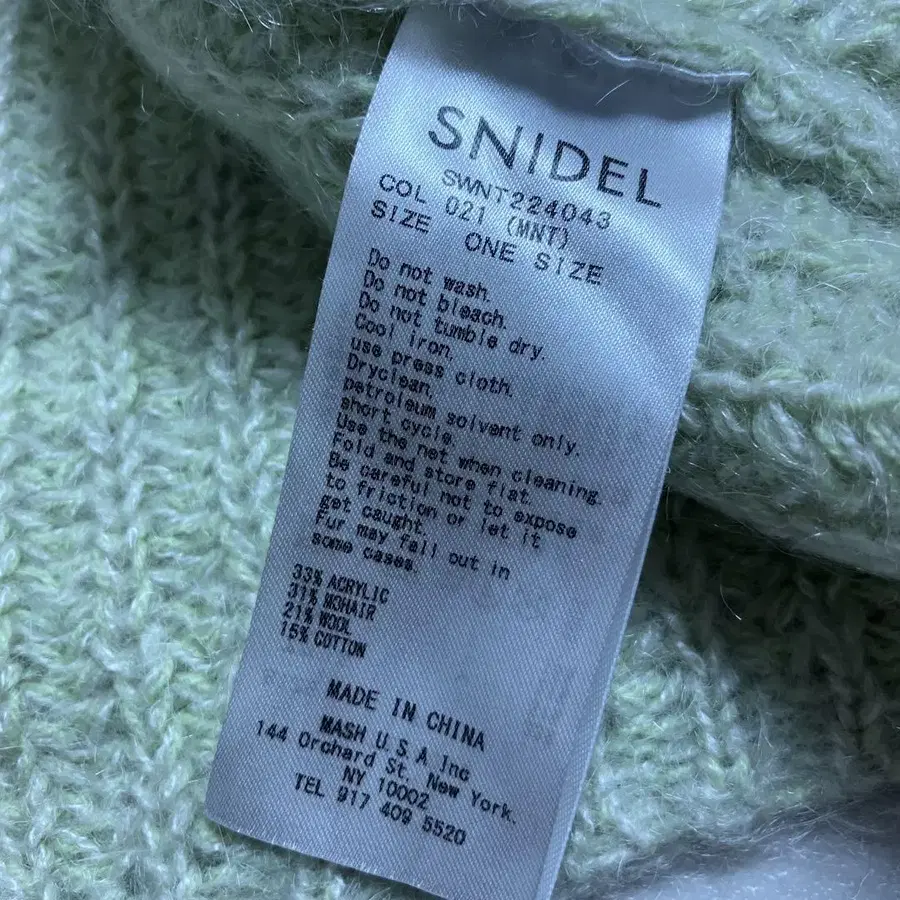 SNIDEL
SWNT224043
COL 021 (MNT)
SIZE ONE SIZE
Do not wash.
Do not bleach.
Do not tumble dry.
Cool iron,
use press cloth.
Dryclean,
petroleum solvent only.
short cycle.
Use the net when cleaning.
Fold and store flat
Be careful not to expose
to friction or let it
get caught.
Fur may fall out in
some cases.
33% ACRYLIC
31% MOHAIR
21% WOOL
15% COTTON
MADE IN CHINA
MASH U.S.A Inc
144 Orchard St. New York.
NY 10002
TEL 917 409 5520